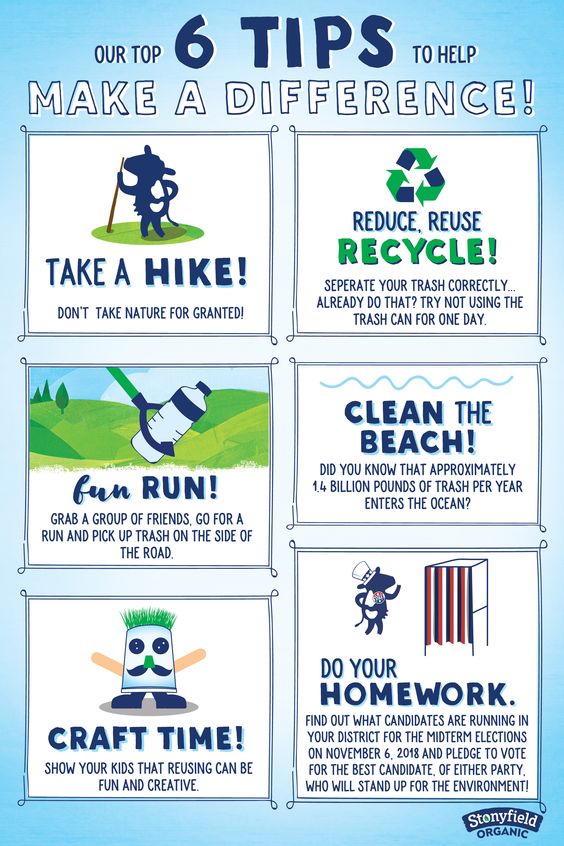 OUR TOP 6 TIPS TO HELP
MAKE A DIFFERENCE!
TAKE A HIKE!
DON'T TAKE NATURE FOR GRANTED!
REDUCE, REUSE
RECYCLE!
SEPERATE YOUR TRASH CORRECTLY...
ALREADY DO THAT? TRY NOT USING THE
TRASH CAN FOR ONE DAY.
fun RUN!
GRAB A GROUP OF FRIENDS, GO FOR A
RUN AND PICK UP TRASH ON THE SIDE OF
THE ROAD.
CLEAN THE
BEACH!
DID YOU KNOW THAT APPROXIMATELY
1.4 BILLION POUNDS OF TRASH PER YEAR
ENTERS THE OCEAN?
CRAFT TIME!
SHOW YOUR KIDS THAT REUSING CAN BE
FUN AND CREATIVE.
DO YOUR
HOMEWORK.
FIND OUT WHAT CANDIDATES ARE RUNNING IN
YOUR DISTRICT FOR THE MIDTERM ELECTIONS
ON NOVEMBER 6, 2018 AND PLEDGE TO VOTE
FOR THE BEST CANDIDATE, OF EITHER PARTY,
WHO WILL STAND UP FOR THE ENVIRONMENT!
Stonyfield
ORGANIC